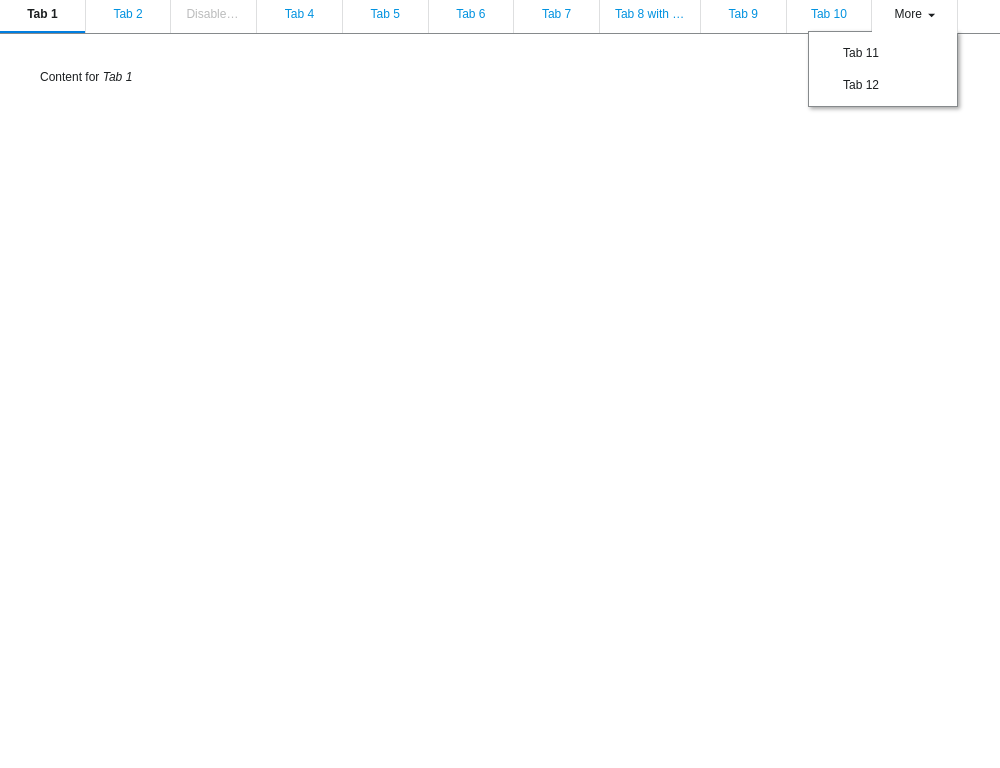 Tab 1 Tab 2 Disable… Tab 4 Tab 5 Tab 6 Tab 7 Tab 8 with … Tab 9 Tab 10 More
Tab 11
Content for Tab 1
Tab 12